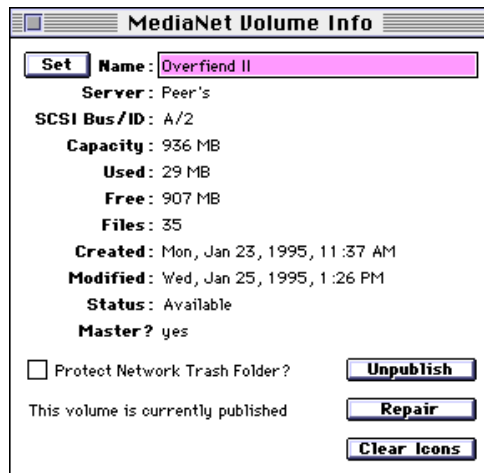 MediaNet Volume Info
Set Name: Overfiend II
Server: Peer's
SCSI Bus/ID: A/2
Capacity: 936 MB
Used: 29 MB
Free: 907 MB
Files: 35
Created: Mon, Jan 23, 1995, 11:37 AM
Modified: Wed, Jan 25, 1995, 1:26 PM
Status: Available
Master? yes
Protect Network Trash Folder? Unpublish
This volume is currently published Repair
Clear Icons